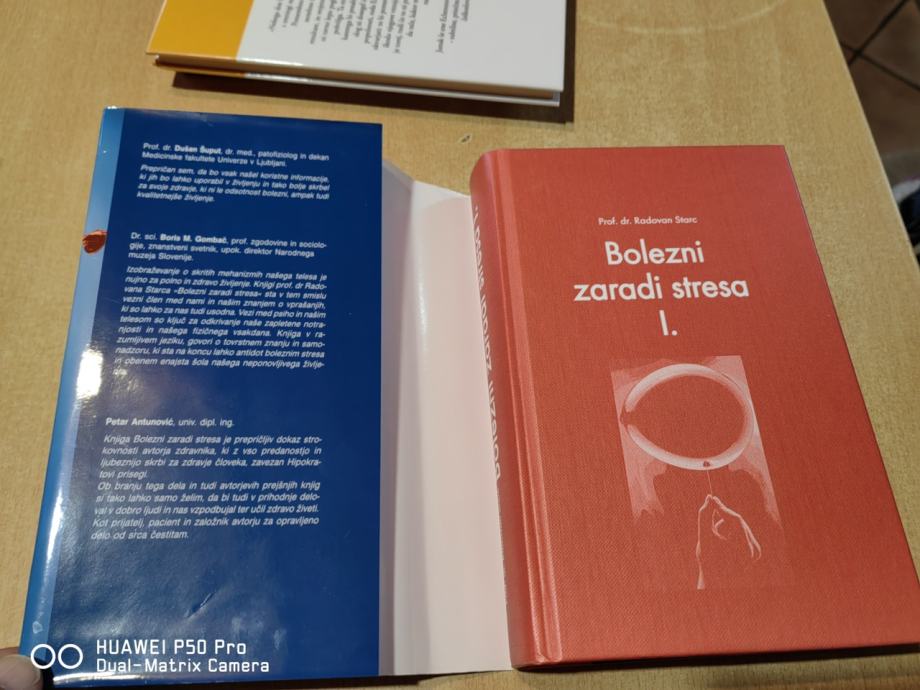 Prof. dr. Dušan Šuput, dr. med., patofiziolog in dekan
Medicinske fakultete Univerze v Ljubljani.
Prepričan sem, da bo vsak našel koristne informacije,
ki jih bo lahko uporabil v življenju in tako bolje skrbel
za svoje zdravje, ki ni le odsotnost bolezni, ampak tudi
kvalitetnejše življenje.
Dr. sci. Boris M. Gombač, prof. zgodovine in sociolo-
gije, znanstveni svetnik, upok. direktor Narodnega
muzeja Slovenije.
Izobraževanje o skritih mehanizmih našega telesa je
nujno za polno in zdravo življenje. Knjigi prof. dr Rado-
vana Starca »Bolezni zaradi stresa« sta v tem smislu
vezni člen med nami in našim znanjem o vprašanjih,
ki so lahko za nas tudi usodna. Vezi med psiho in našim
telesom so ključ za odkrivanje naše zapletene notra-
njosti in našega fizičnega vsakdana. Knjiga v ra-
zumljivem jeziku, govori o tovrstnem znanju in samo-
nadzoru, ki sta na koncu lahko antidot boleznim stresa
in obenem enajsta šola našega neponovljivega življe-
Petar Antunović, univ. dipl. ing.
Knjiga Bolezni zaradi stresa je prepričljiv dokaz stro-
kovnosti avtorja zdravnika, ki z vso predanostjo in
ljubeznijo skrbi za zdravje človeka, zavezan Hipokra-
tovi prisegi.
Ob branju tega dela in tudi avtorjevih prejšnjih knjig
si tako lahko samo želim, da bi tudi v prihodnje delo-
val v dobro ljudi in nas vzpodbujal ter učil zdravo živeti.
Kot prijatelj, pacient in založnik avtorju za opravljeno
delo od srca čestitam.
Prof. dr. Radovan Starc
Bolezni
zaradi stresa
I.
HUAWEI P50 Pro
Dual-Matrix Camera